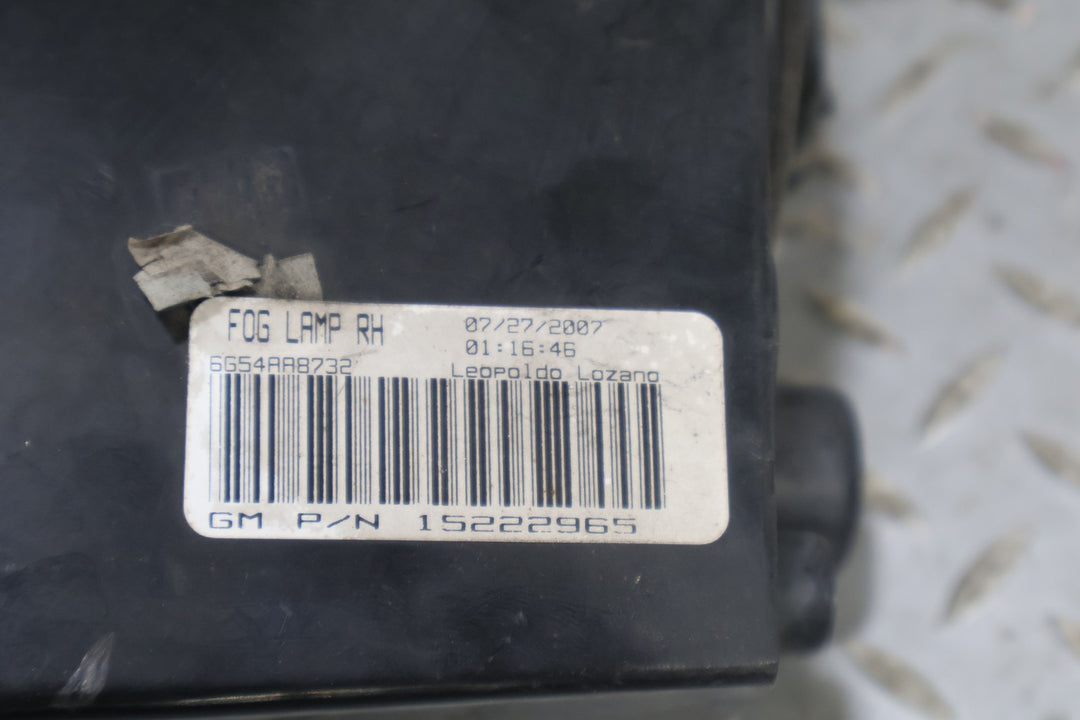 FOG LAMP RH
07/27/2007
01:16:46
6G54AA8732
Leopoldo Lozano
GM P/N 15222965